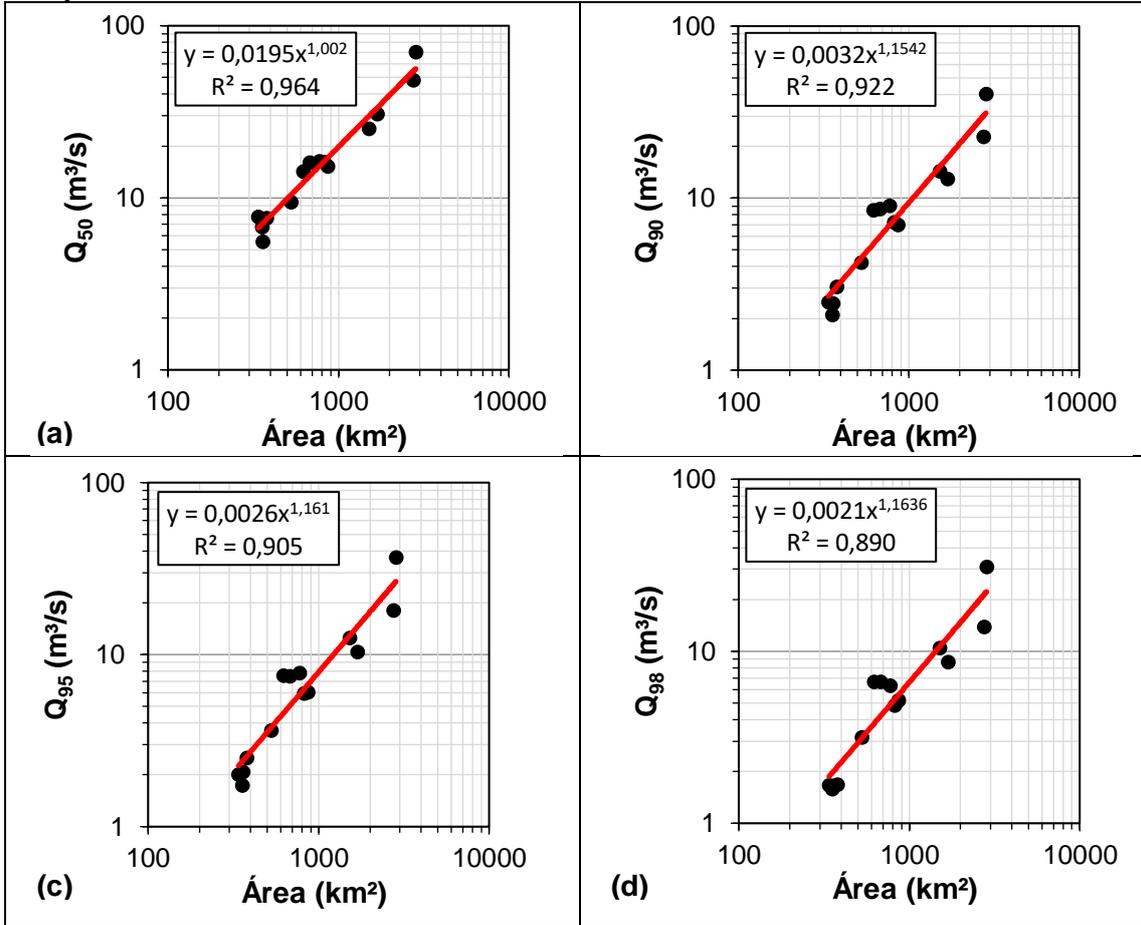 100
y = 0,0195x^1,002
R² = 0,964
Q₅₀ (m³/s)
10
1
100 1000 10000
(a) Área (km²)
100
y = 0,0032x^1,1542
R² = 0,922
Q₉₀ (m³/s)
10
1
100 1000 10000
Área (km²)
100
y = 0,0026x^1,161
R² = 0,905
Q₉₅ (m³/s)
10
1
100 1000 10000
(c) Área (km²)
100
y = 0,0021x^1,1636
R² = 0,890
Q₉₈ (m³/s)
10
1
100 1000 10000
(d) Área (km²)